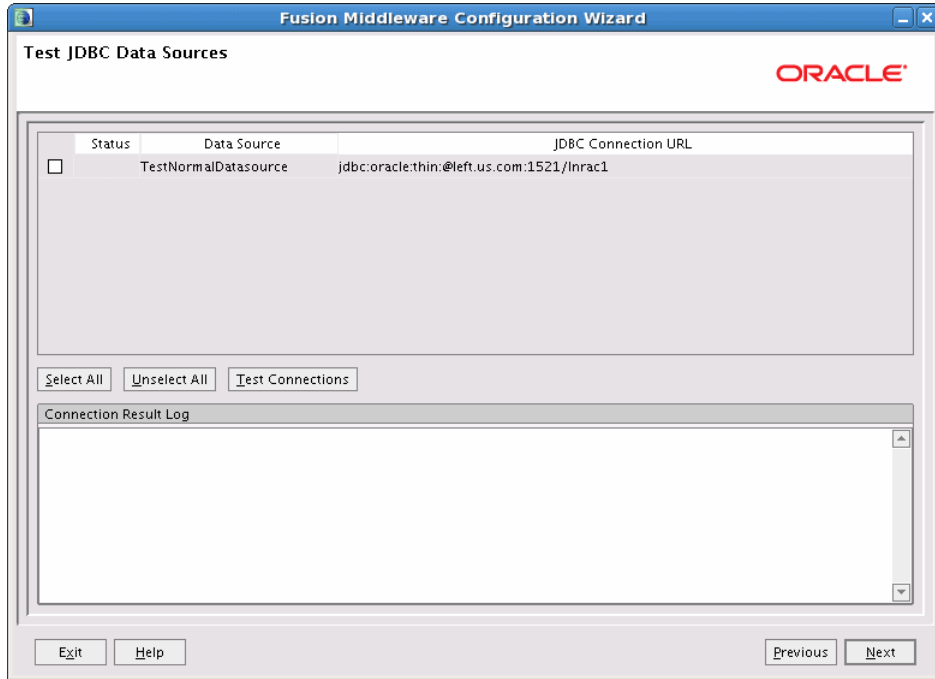 Fusion Middleware Configuration Wizard
Test JDBC Data Sources
ORACLE
Status Data Source JDBC Connection URL
TestNormalDatasource jdbc:oracle:thin:@left.us.com:1521/lnrac1
Select All Unselect All Test Connections
Connection Result Log
Exit Help Previous Next